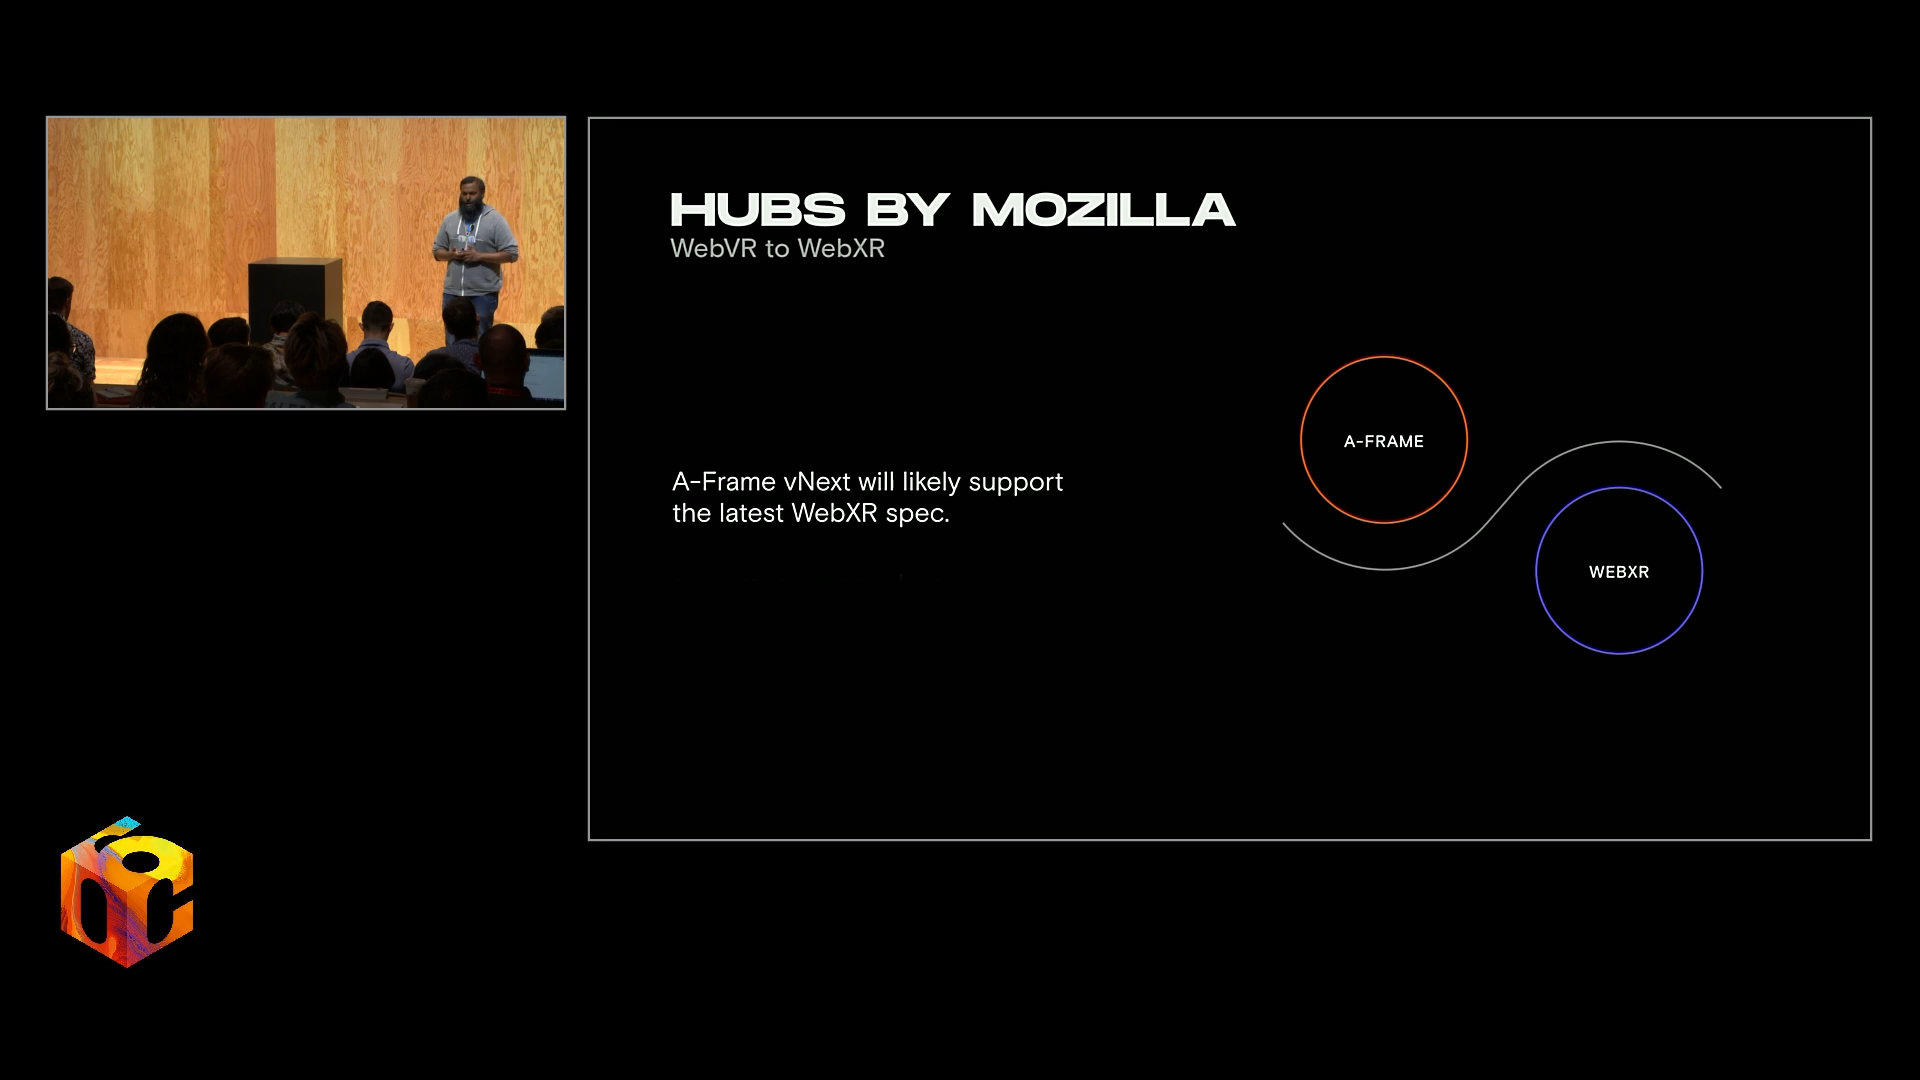 HUBS BY MOZILLA
WebVR to WebXR
A-Frame vNext will likely support
the latest WebXR spec.
A-FRAME
WEBXR